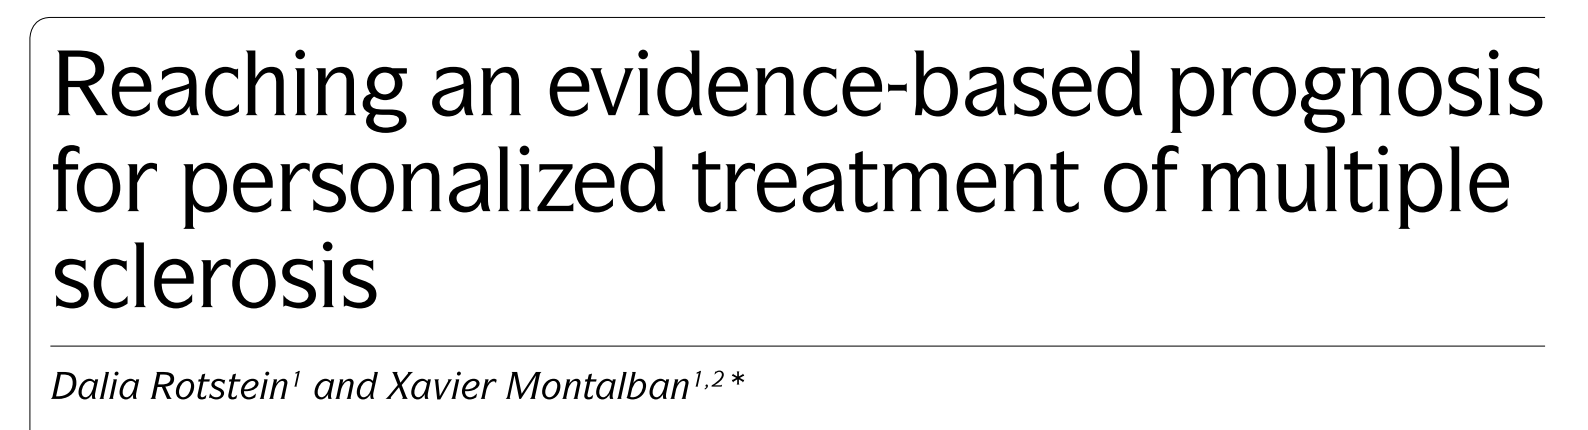 Reaching an evidence-based prognosis
for personalized treatment of multiple
sclerosis
Dalia Rotstein¹ and Xavier Montalban¹,²*